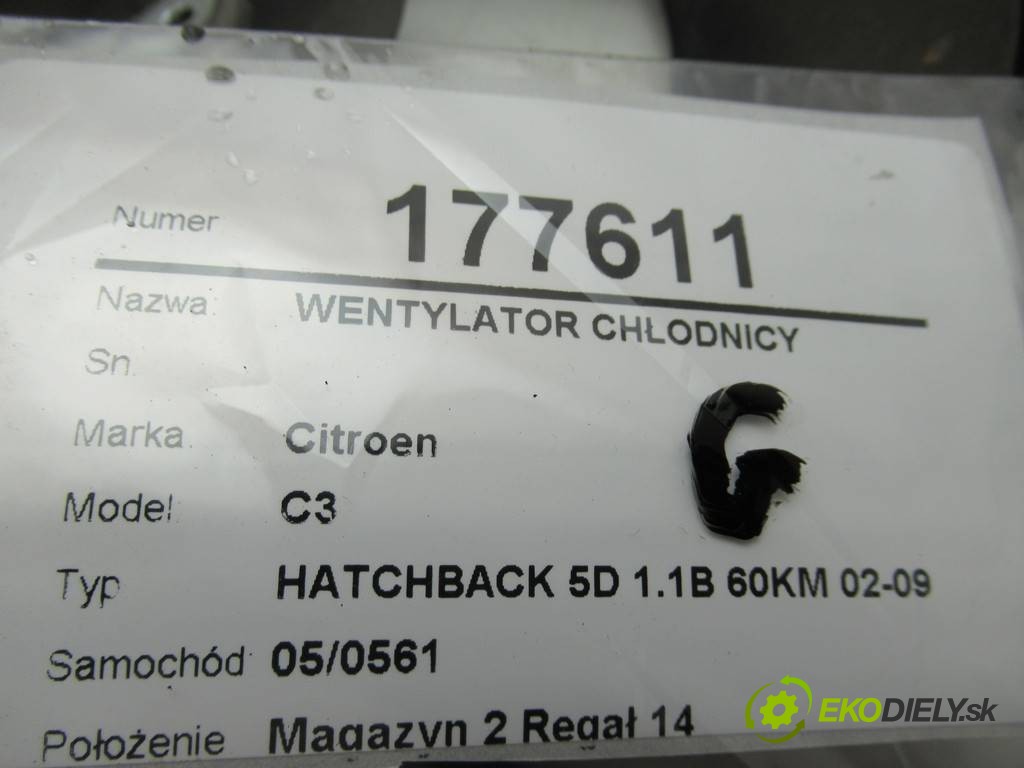 Numer 177611
Nazwa: WENTYLATOR CHŁODNICY
Sn.
Marka. Citroen
Model: C3
Typ HATCHBACK 5D 1.1B 60KM 02-09
Samochód 05/0561
Położenie Magazyn 2 Regał 14
G
EKODIELY.sk